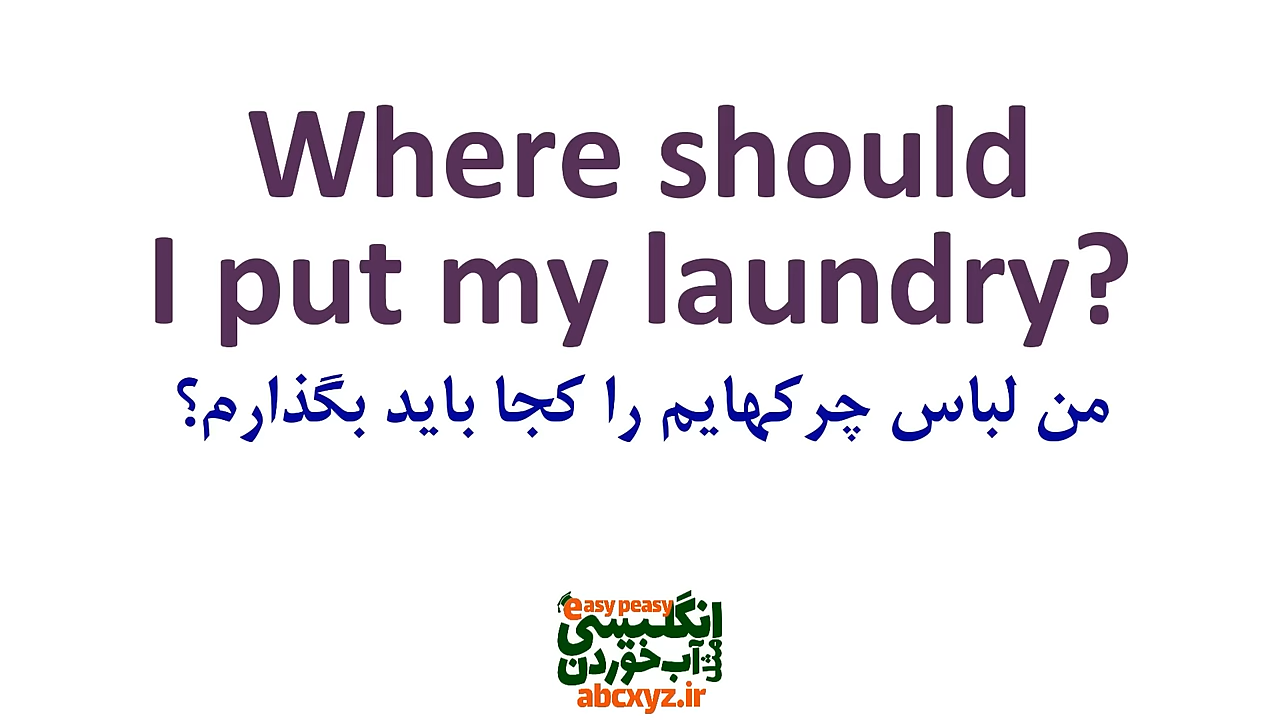 Where should
I put my laundry?
من لباس چرکهایم را کجا باید بگذارم؟
easy peasy
انگلیسی
مثل آب خوردن
abcxyz.ir